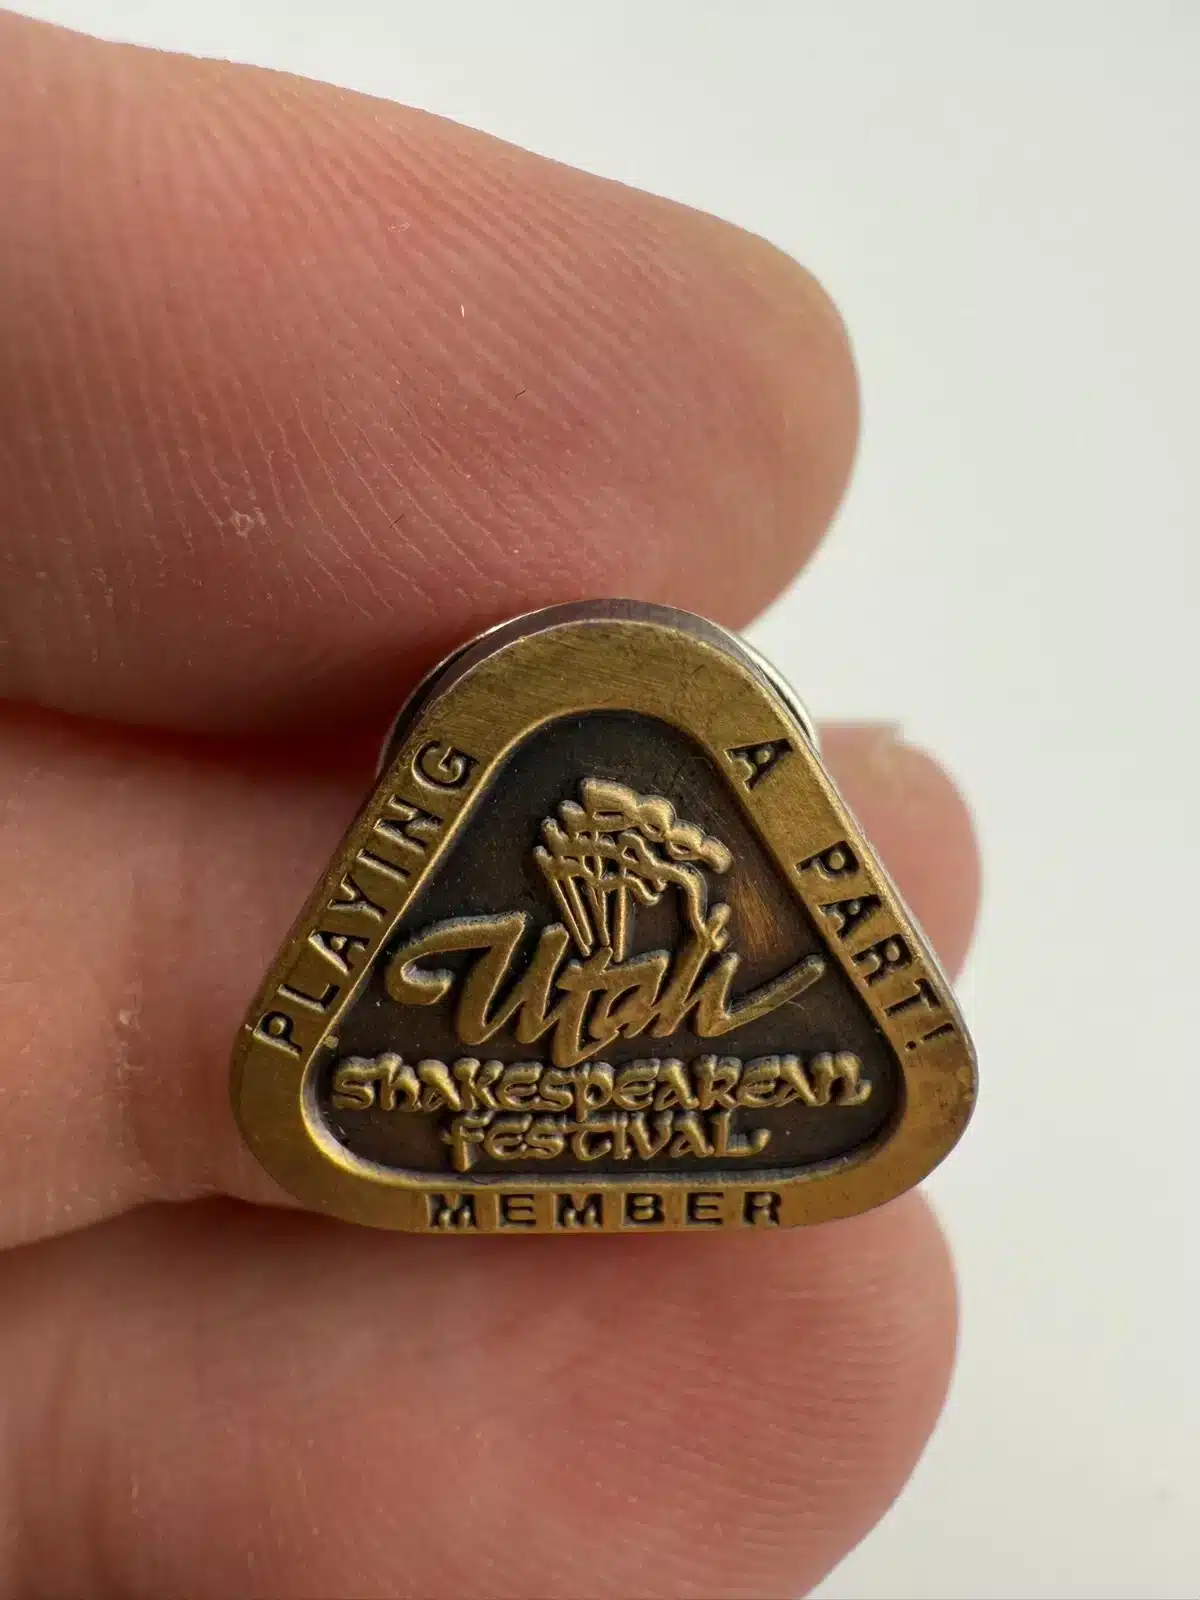 PLAYING
A PART!
Utah
SHAKESPEAREAN
FESTIVAL
MEMBER